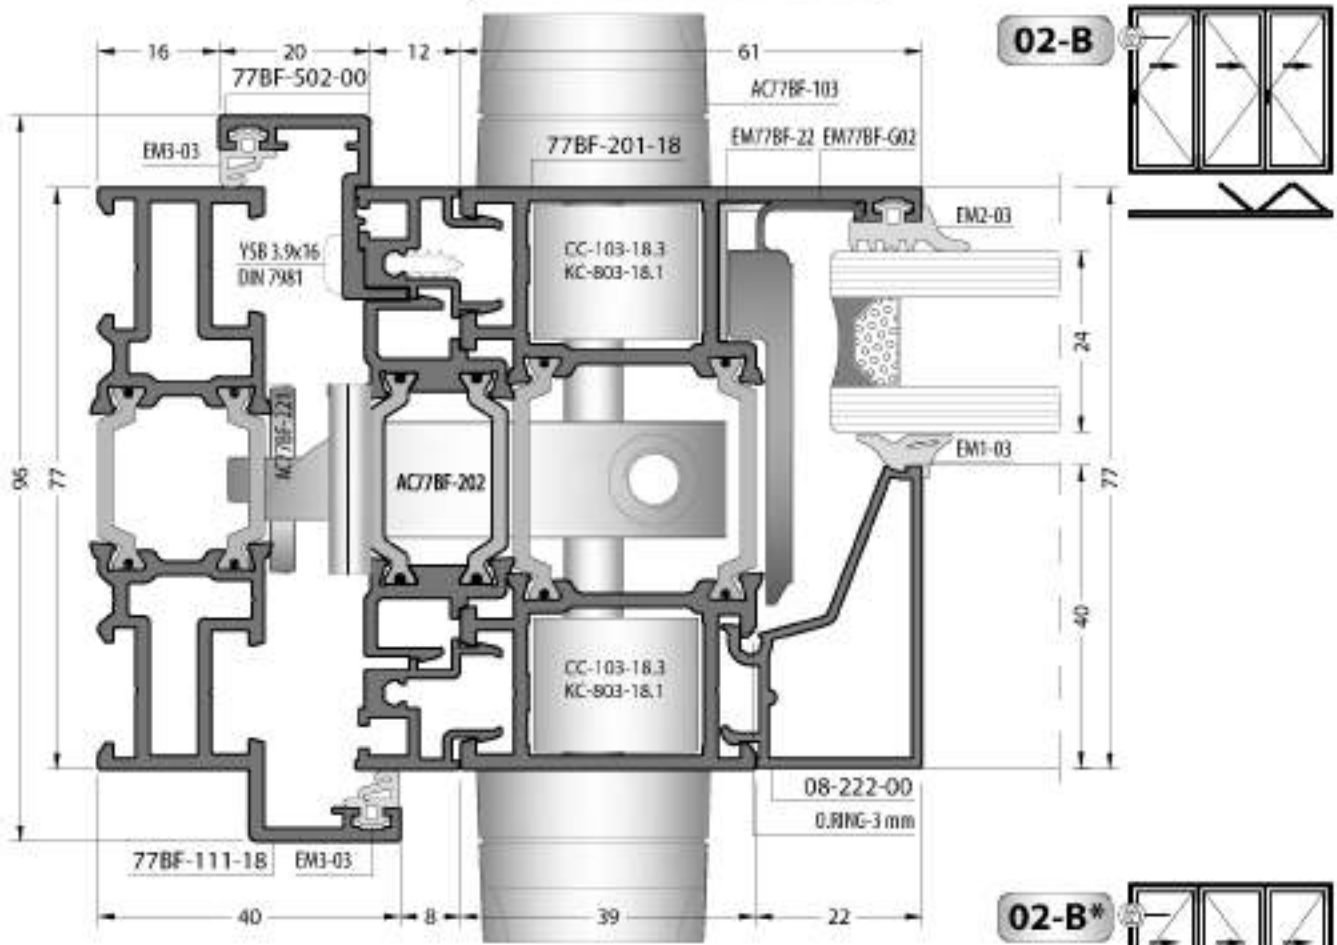 02-B
16
20
12
61
77BF-502-00
AC77BF-103
EM3-03
77BF-201-18
EM77BF-22
EM77BF-G02
EM2-03
YSB 3.9x16
DIN 7981
CC-103-18.3
KC-803-18.1
24
96
77
AC77BF-221
AC77BF-202
EM1-03
77
40
CC-103-18.3
KC-803-18.1
08-222-00
O.RING-3 mm
77BF-111-18
EM3-03
40
8
39
22
02-B*